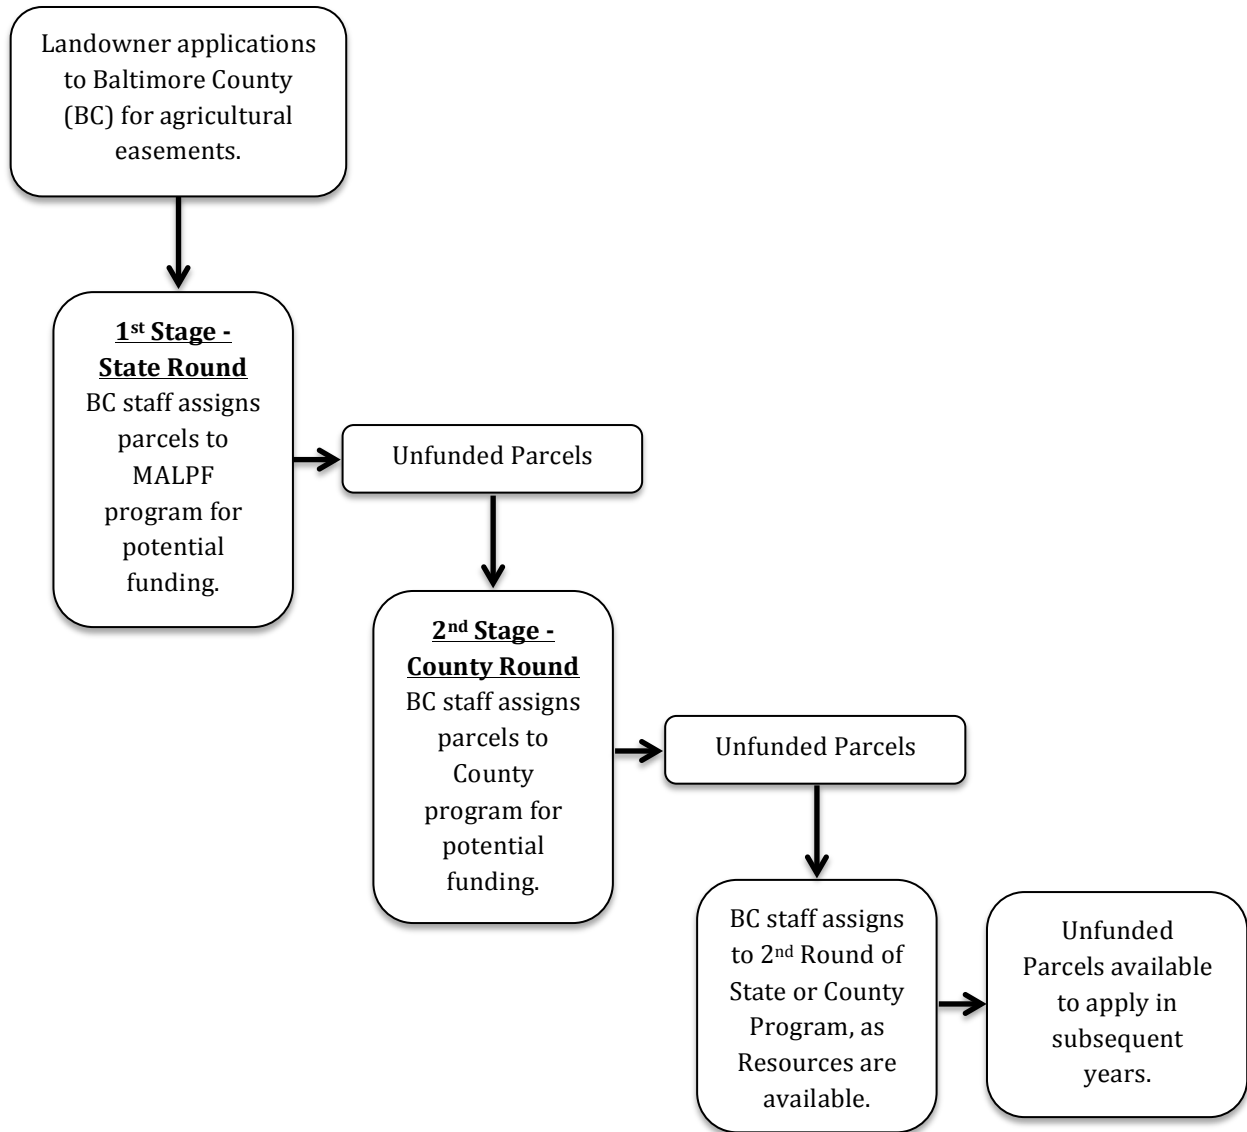 Landowner applications
to Baltimore County
(BC) for agricultural
easements.
1st Stage -
State Round
BC staff assigns
parcels to
MALPF
program for
potential
funding.
Unfunded Parcels
2nd Stage -
County Round
BC staff assigns
parcels to
County
program for
potential
funding.
Unfunded Parcels
BC staff assigns
to 2nd Round of
State or County
Program, as
Resources are
available.
Unfunded
Parcels available
to apply in
subsequent
years.